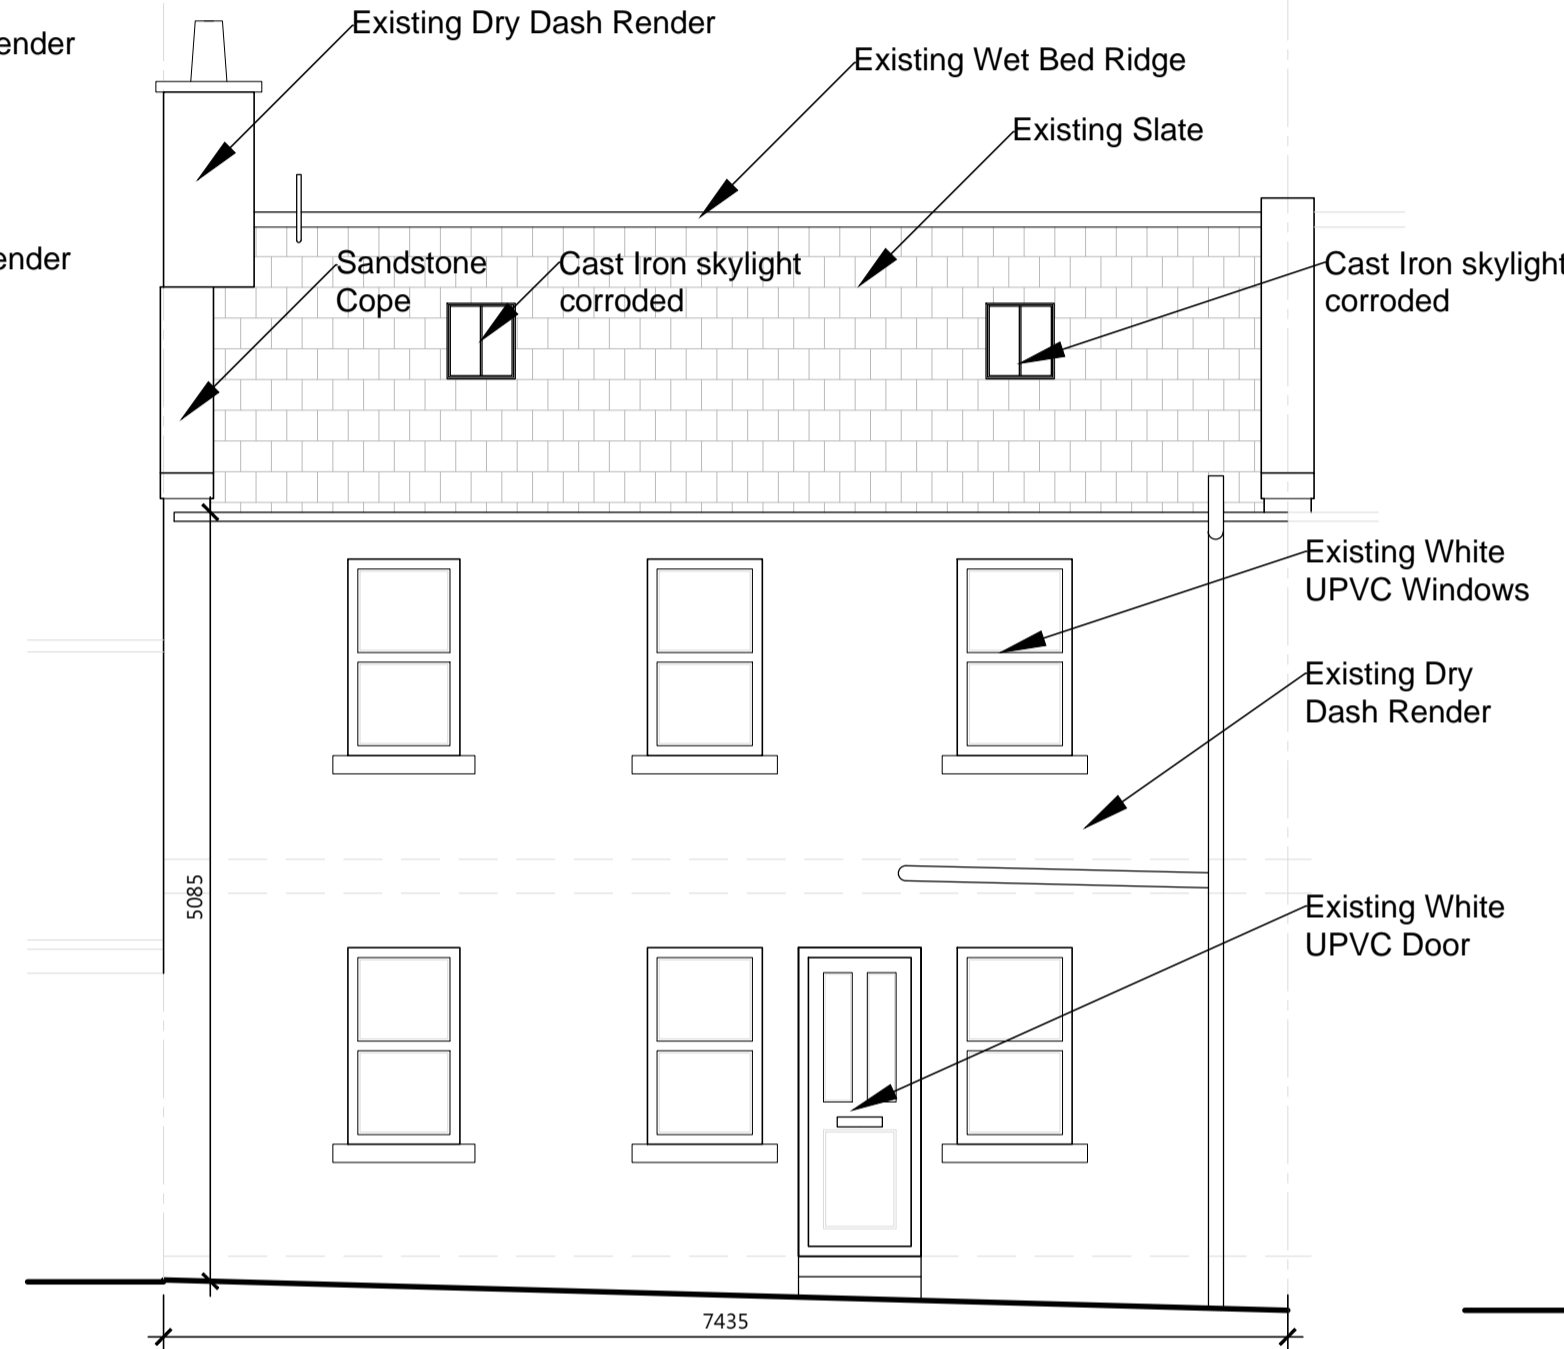 Existing Dry Dash Render
ender
Existing Wet Bed Ridge
Existing Slate
ender
Sandstone
Cope
Cast Iron skylight
corroded
Cast Iron skylight
corroded
Existing White
UPVC Windows
Existing Dry
Dash Render
5085
Existing White
UPVC Door
7435